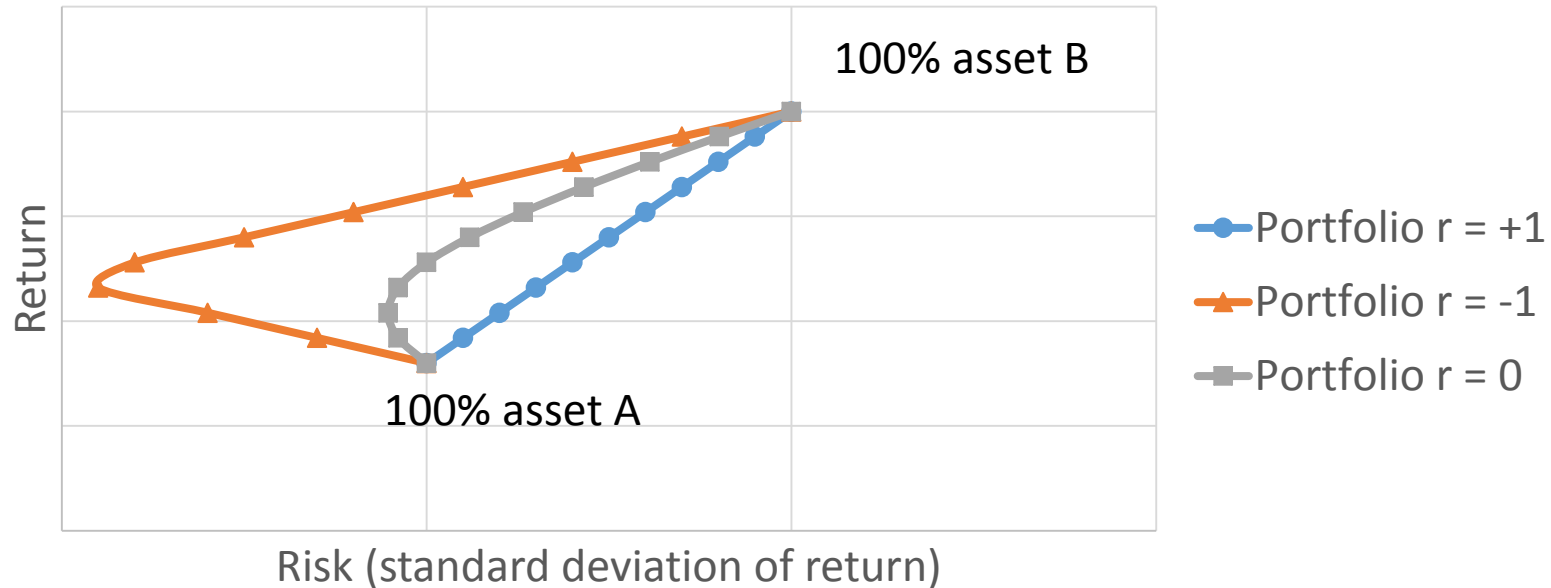 100% asset B
Return
100% asset A
Risk (standard deviation of return)
Portfolio r = +1
Portfolio r = -1
Portfolio r = 0